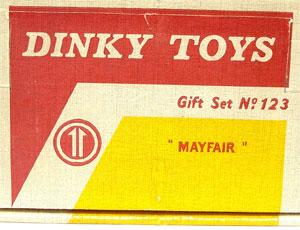 DINKY TOYS
Gift Set Nº 123
" MAYFAIR "